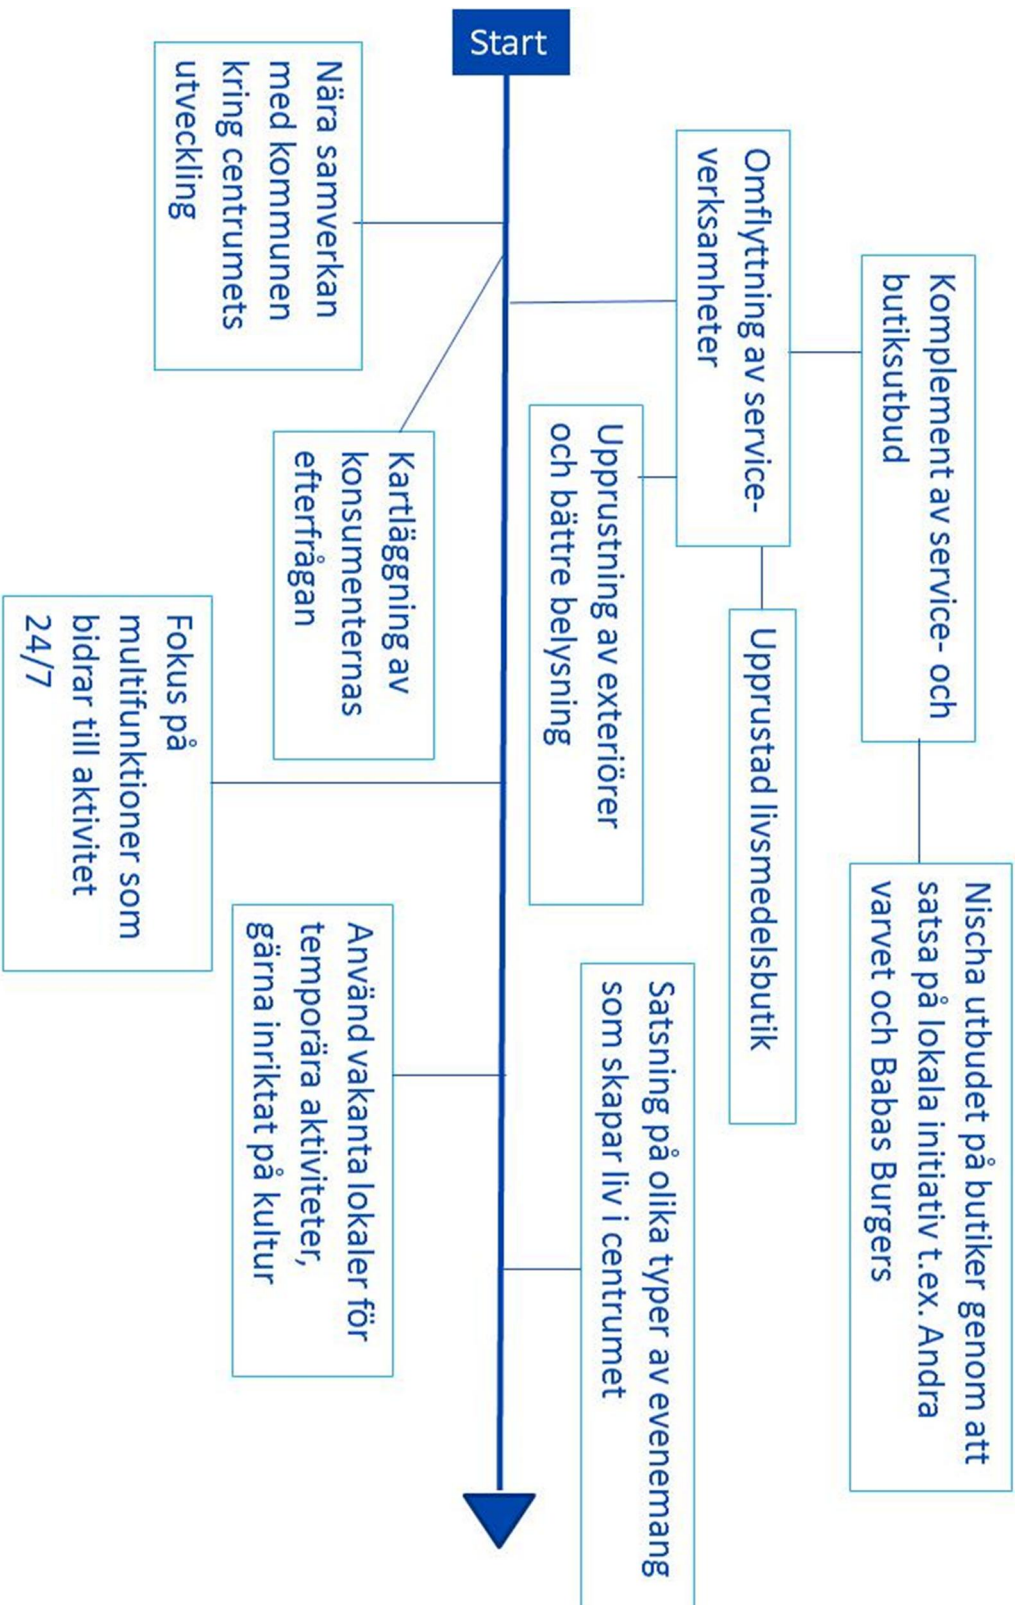 Start
Komplement av service- och
butiksutbud
Nischa utbudet på butiker genom att
satsa på lokala initiativ t.ex. Andra
varvet och Babas Burgers
Omflyttning av service-
verksamheter
Upprustad livsmedelsbutik
Upprustning av exteriörer
och bättre belysning
Satsning på olika typer av evenemang
som skapar liv i centrumet
Nära samverkan
med kommunen
kring centrumets
utveckling
Kartläggning av
konsumenternas
efterfrågan
Fokus på
multifunktioner som
bidrar till aktivitet
24/7
Använd vakanta lokaler för
temporära aktiviteter,
gärna inriktat på kultur